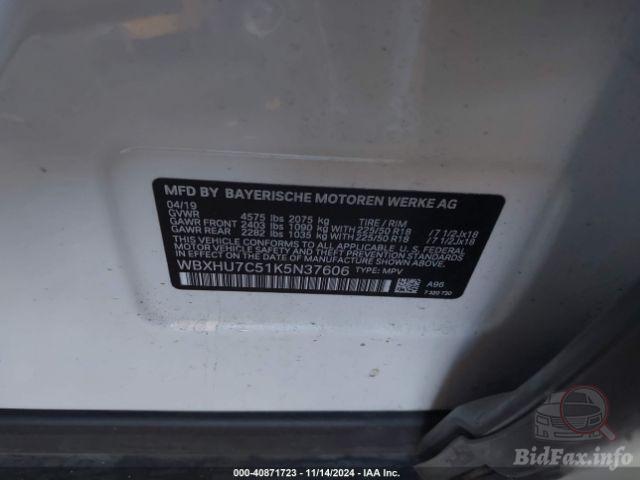 MFD BY BAYERISCHE MOTOREN WERKE AG
04/19
GVWR 4575 lbs 2075 kg TIRE / RIM
GAWR FRONT 2403 lbs 1090 kg WITH 225/50 R18 / 7 1/2Jx18
GAWR REAR 2282 lbs 1035 kg WITH 225/50 R18 / 7 1/2Jx18
THIS VEHICLE CONFORMS TO ALL APPLICABLE U.S. FEDERAL
MOTOR VEHICLE SAFETY AND THEFT PREVENTION STANDARDS
IN EFFECT ON THE DATE OF MANUFACTURE SHOWN ABOVE.
WBXHU7C51K5N37606 TYPE: MPV
A96
7 320 720
000-40871723 - 11/14/2024 - IAA Inc.
BidFax.info